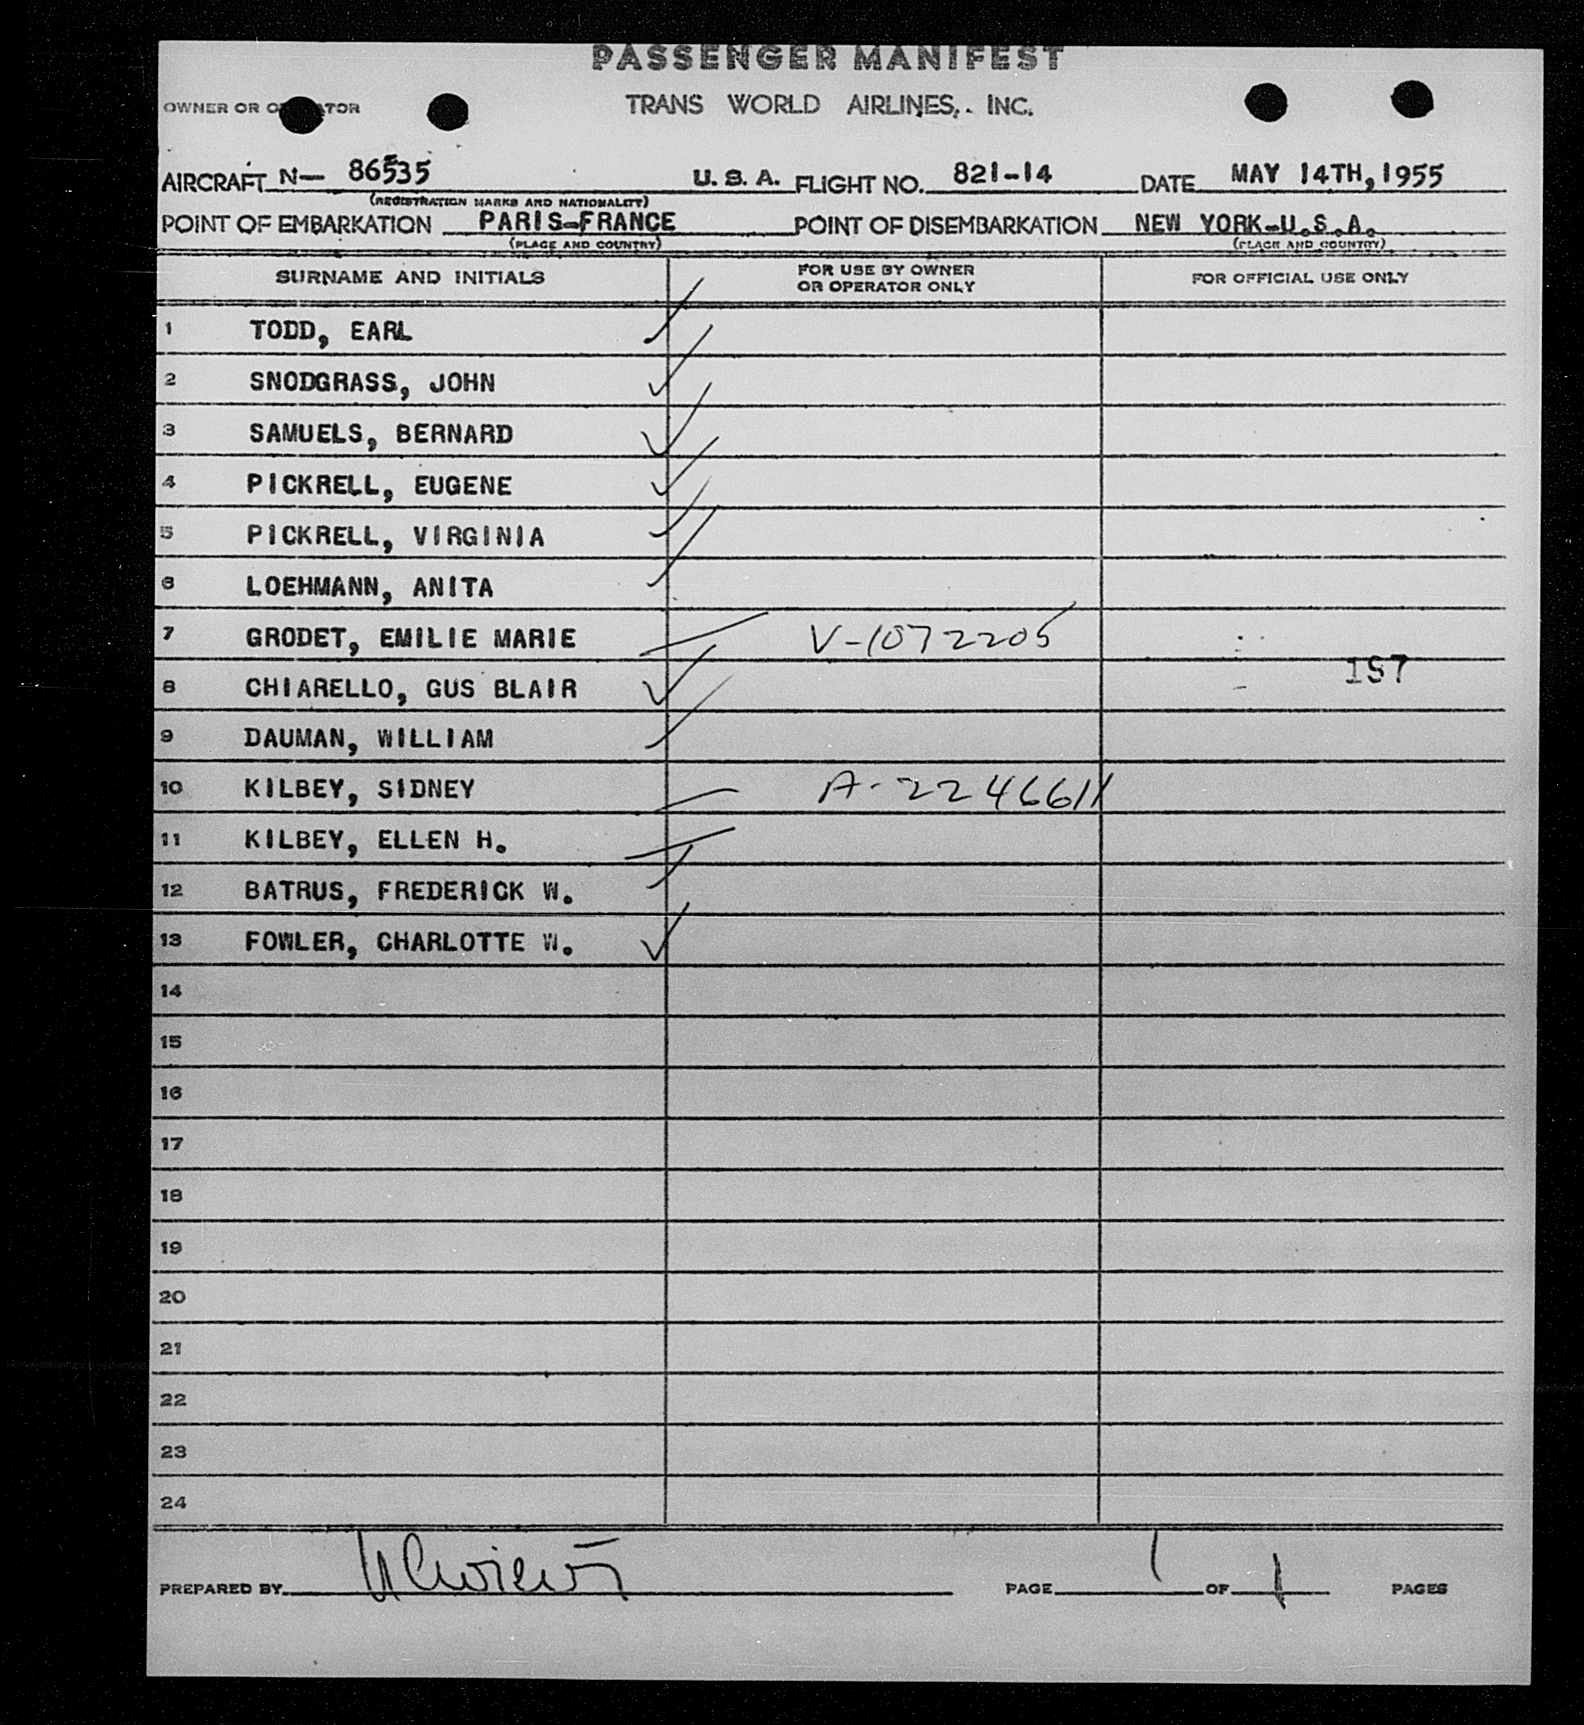 PASSENGER MANIFEST
OWNER OR OPERATOR TRANS WORLD AIRLINES, INC.
AIRCRAFT N— 86535 U. S. A. FLIGHT NO. 821-14 DATE MAY 14TH, 1955
(REGISTRATION MARKS AND NATIONALITY)
POINT OF EMBARKATION PARIS-FRANCE POINT OF DISEMBARKATION NEW YORK-U.S.A.
(PLACE AND COUNTRY) (PLACE AND COUNTRY)
SURNAME AND INITIALS FOR USE BY OWNER OR OPERATOR ONLY FOR OFFICIAL USE ONLY
1 TODD, EARL
2 SNODGRASS, JOHN
3 SAMUELS, BERNARD
4 PICKRELL, EUGENE
5 PICKRELL, VIRGINIA
6 LOEHMANN, ANITA
7 GRODET, EMILIE MARIE V-1072205
157
8 CHIARELLO, GUS BLAIR
9 DAUMAN, WILLIAM
10 KILBEY, SIDNEY A-2246611
11 KILBEY, ELLEN H.
12 BATRUS, FREDERICK W.
13 FOWLER, CHARLOTTE W.
14
15
16
17
18
19
20
21
22
23
24
PREPARED BY PAGE 1 OF 1 PAGES